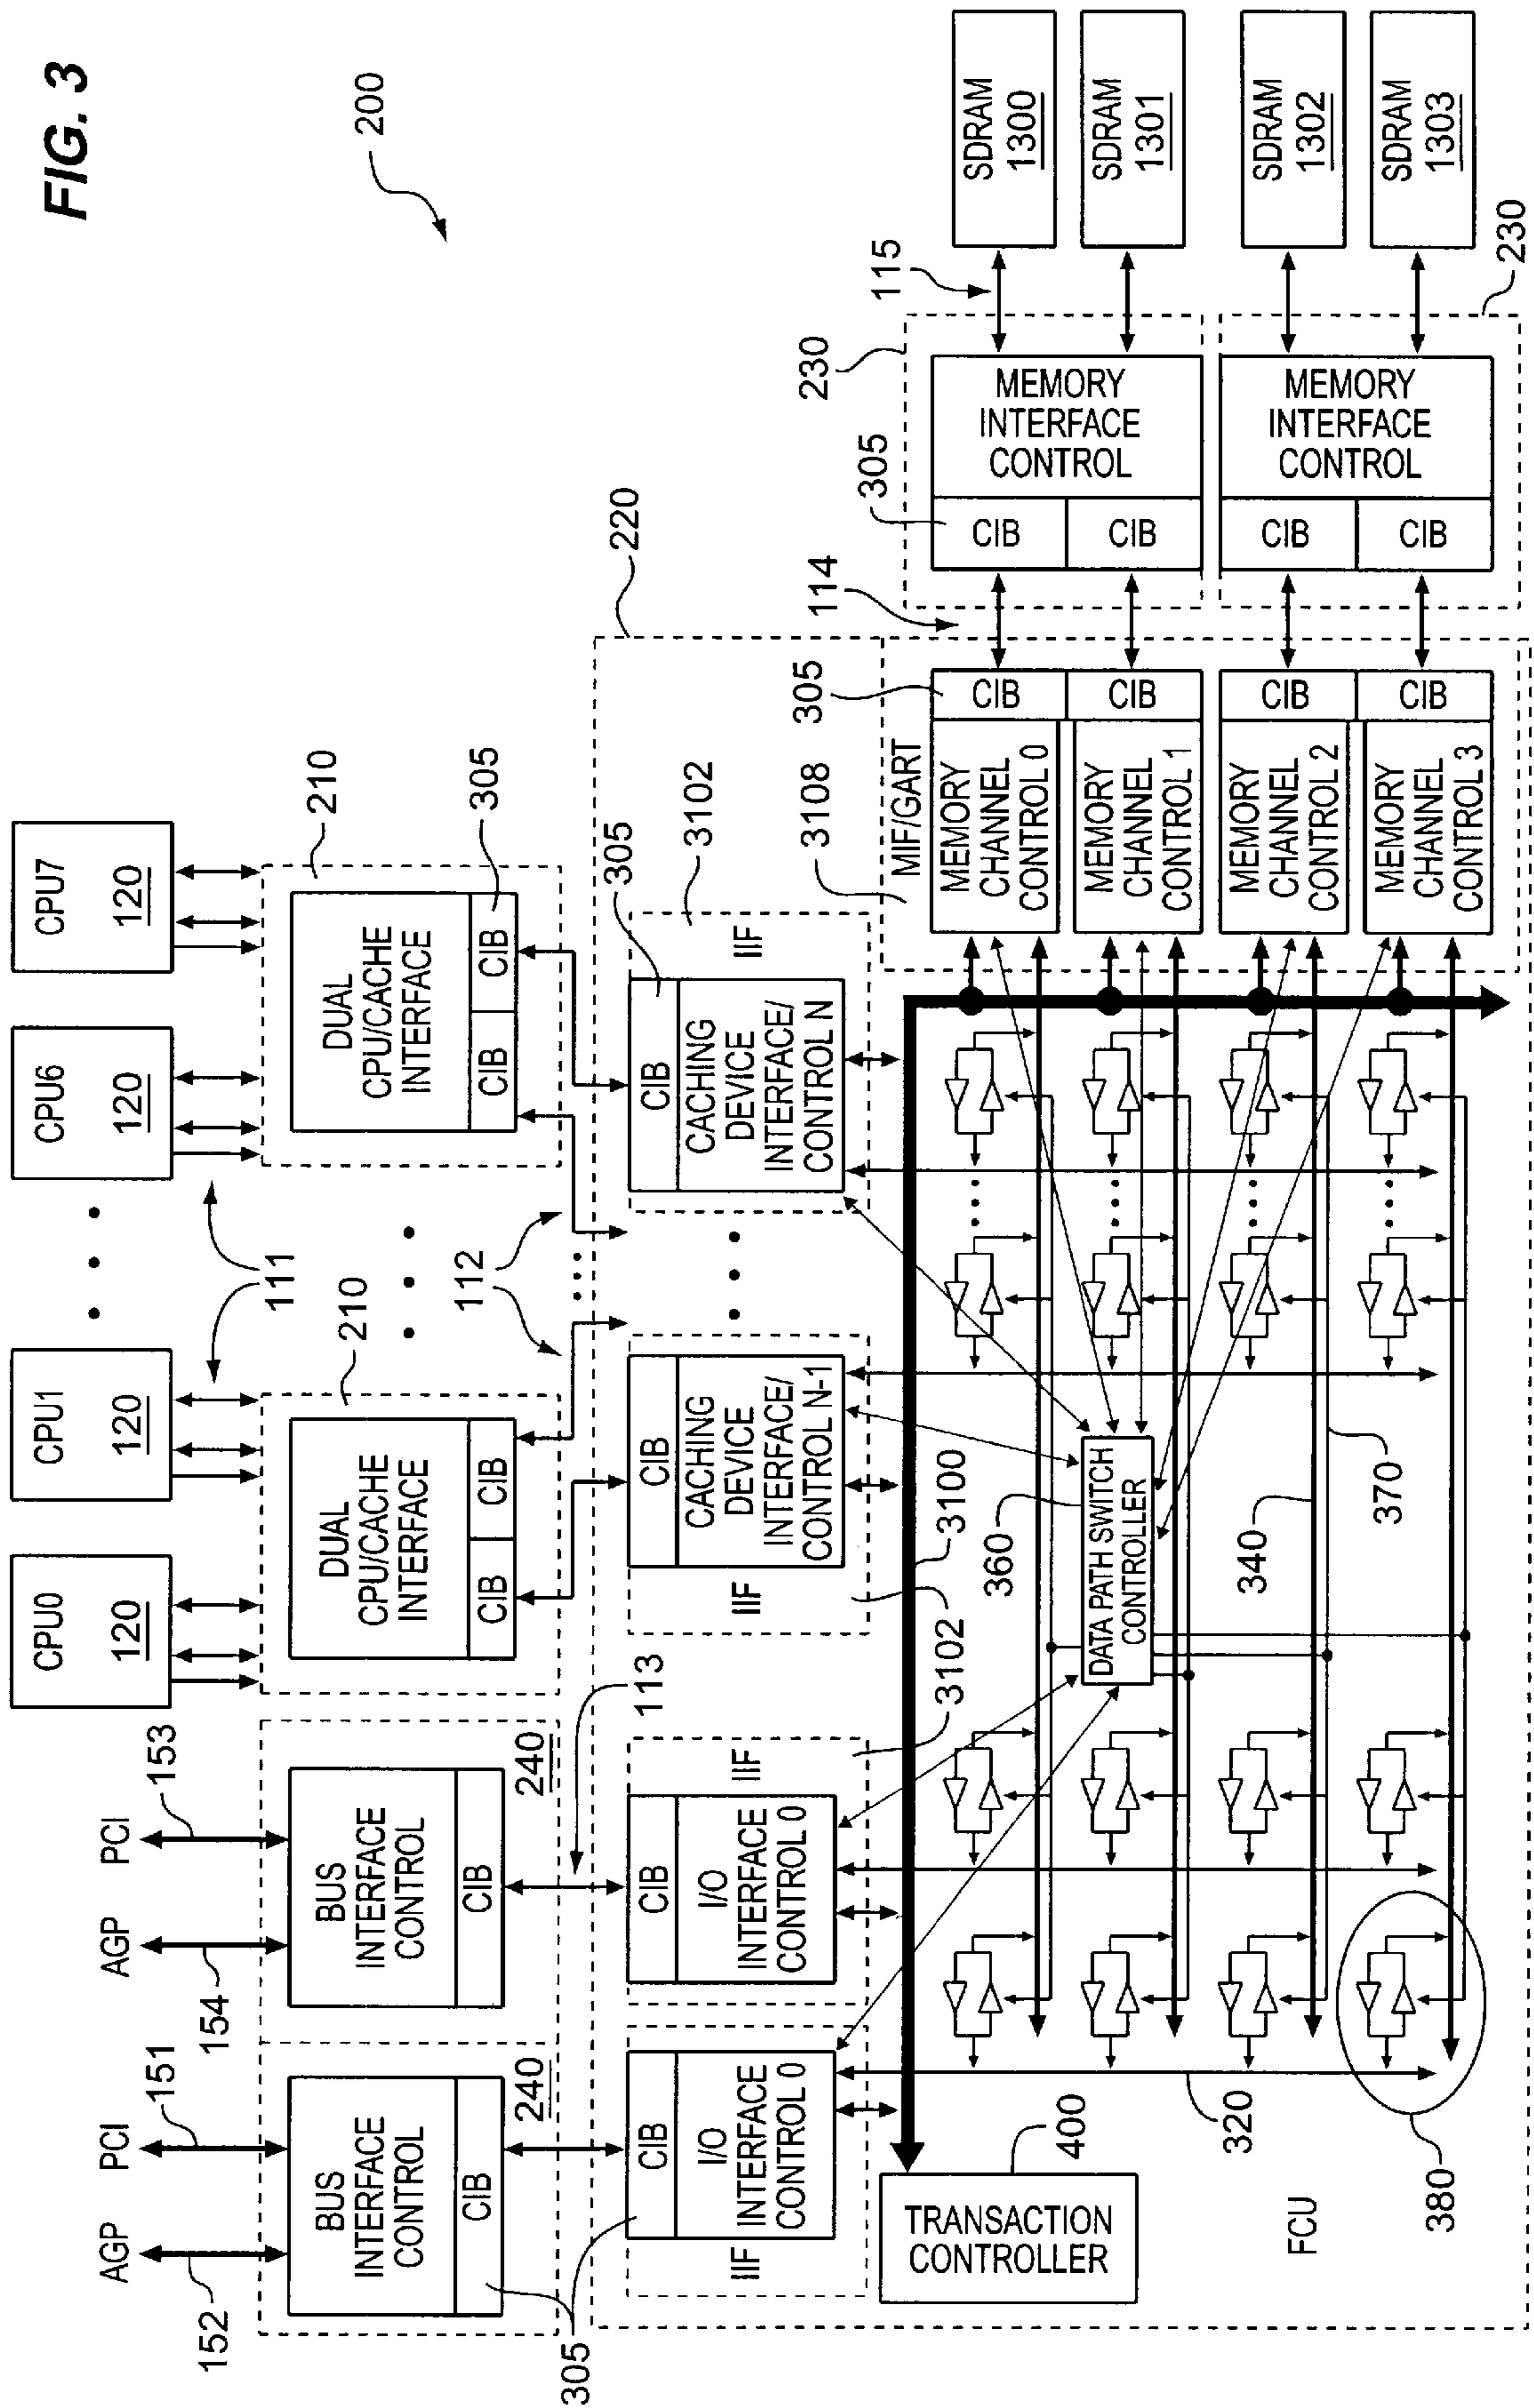 FIG. 3
200
AGP
PCI
AGP
PCI
152
151
154
153
CPU0
120
CPU1
120
CPU6
120
CPU7
120
111
BUS
INTERFACE
CONTROL
CIB
240
BUS
INTERFACE
CONTROL
CIB
240
DUAL
CPU/CACHE
INTERFACE
CIB
CIB
210
DUAL
CPU/CACHE
INTERFACE
CIB
CIB
210
305
305
113
112
220
IIF
CIB
I/O
INTERFACE
CONTROL 0
CIB
I/O
INTERFACE
CONTROL 0
IIF
3102
IIF
CIB
CACHING
DEVICE
INTERFACE/
CONTROL N-1
3102
3100
CIB
CACHING
DEVICE
INTERFACE/
CONTROL N
IIF
305
3102
TRANSACTION
CONTROLLER
400
360
DATA PATH SWITCH
CONTROLLER
320
340
370
380
FCU
3108
MIF/GART
305
MEMORY
CHANNEL
CONTROL 0
CIB
MEMORY
CHANNEL
CONTROL 1
CIB
MEMORY
CHANNEL
CONTROL 2
CIB
MEMORY
CHANNEL
CONTROL 3
CIB
114
305
230
CIB
CIB
MEMORY
INTERFACE
CONTROL
CIB
CIB
MEMORY
INTERFACE
CONTROL
230
115
SDRAM
1300
SDRAM
1301
SDRAM
1302
SDRAM
1303